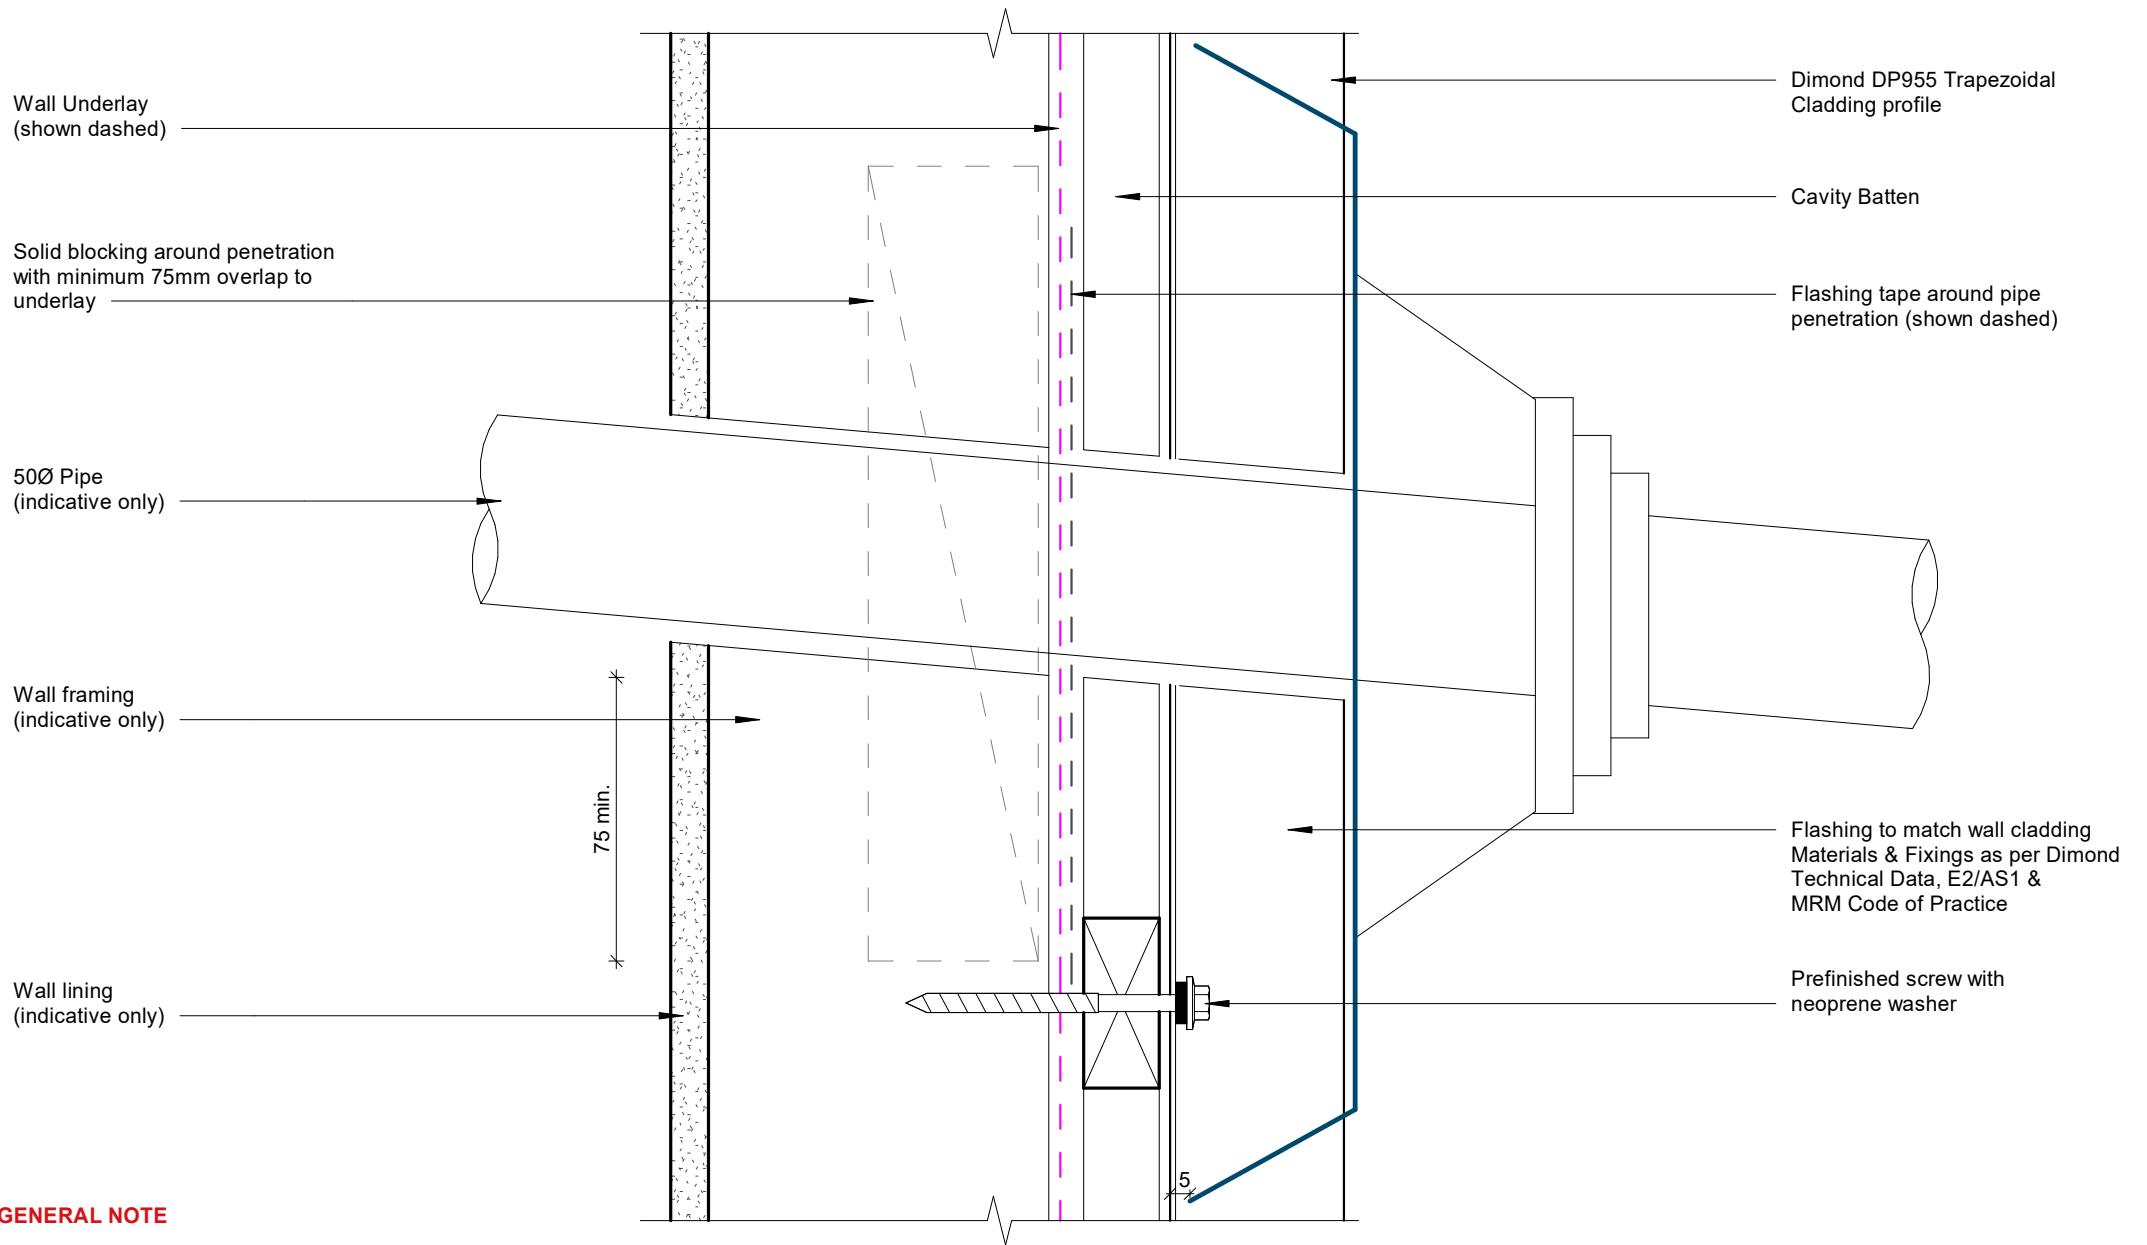 Wall Underlay
(shown dashed)
Solid blocking around penetration
with minimum 75mm overlap to
underlay
50Ø Pipe
(indicative only)
Wall framing
(indicative only)
75 min.
Wall lining
(indicative only)
GENERAL NOTE
Dimond DP955 Trapezoidal
Cladding profile
Cavity Batten
Flashing tape around pipe
penetration (shown dashed)
Flashing to match wall cladding
Materials & Fixings as per Dimond
Technical Data, E2/AS1 &
MRM Code of Practice
Prefinished screw with
neoprene washer
5